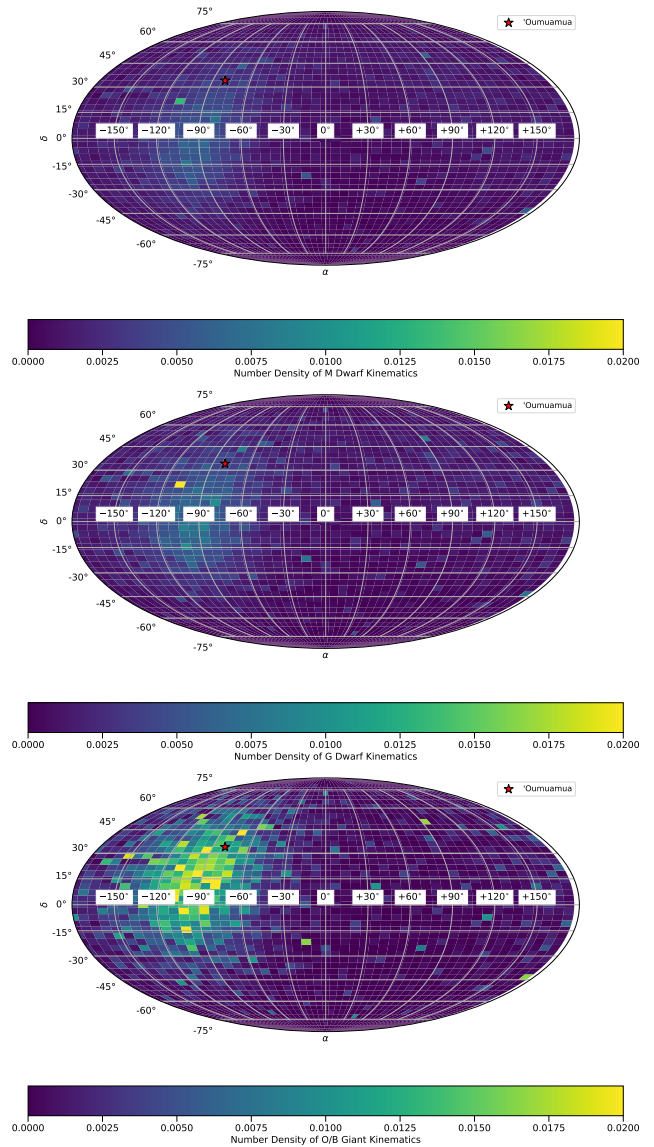 75°
'Oumuamua
60°
45°
30°
15°
−150° −120° −90° −60° −30° 0° +30° +60° +90° +120° +150°
δ 0°
-15°
-30°
-45°
-60°
-75°
α
0.0000 0.0025 0.0050 0.0075 0.0100 0.0125 0.0150 0.0175 0.0200
Number Density of M Dwarf Kinematics
75°
'Oumuamua
60°
45°
30°
15°
−150° −120° −90° −60° −30° 0° +30° +60° +90° +120° +150°
δ 0°
-15°
-30°
-45°
-60°
-75°
α
0.0000 0.0025 0.0050 0.0075 0.0100 0.0125 0.0150 0.0175 0.0200
Number Density of G Dwarf Kinematics
75°
'Oumuamua
60°
45°
30°
15°
−150° −120° −90° −60° −30° 0° +30° +60° +90° +120° +150°
δ 0°
-15°
-30°
-45°
-60°
-75°
α
0.0000 0.0025 0.0050 0.0075 0.0100 0.0125 0.0150 0.0175 0.0200
Number Density of O/B Giant Kinematics